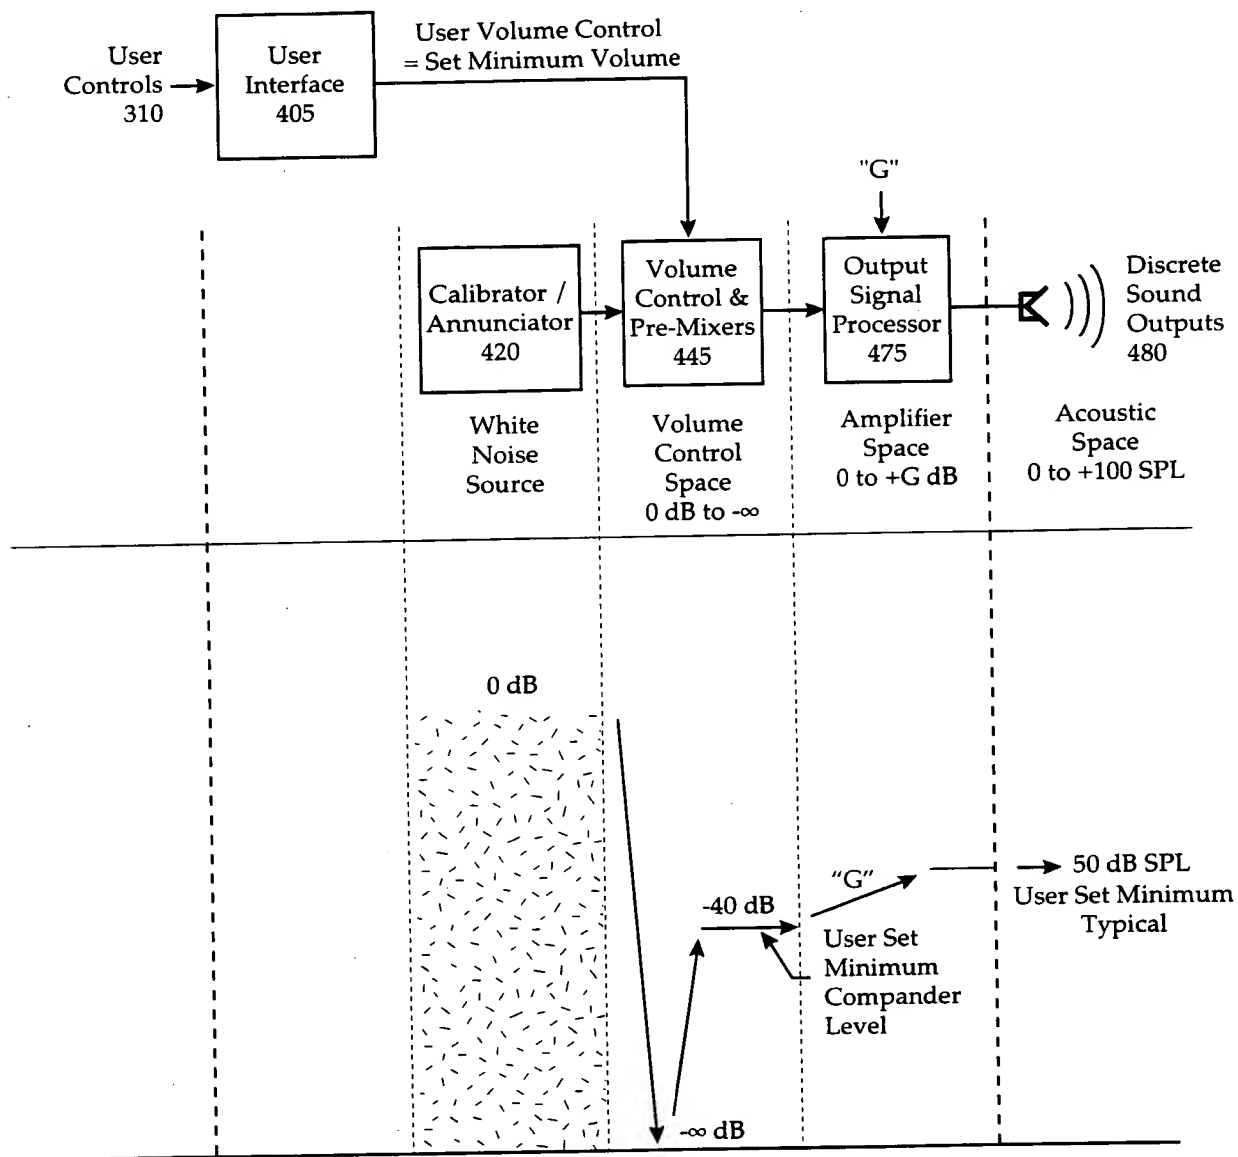 User
Controls
310
User
Interface
405
User Volume Control
= Set Minimum Volume
"G"
Calibrator /
Annunciator
420
Volume
Control &
Pre-Mixers
445
Output
Signal
Processor
475
Discrete
Sound
Outputs
480
White
Noise
Source
Volume
Control
Space
0 dB to -∞
Amplifier
Space
0 to +G dB
Acoustic
Space
0 to +100 SPL
0 dB
-40 dB
"G"
50 dB SPL
User Set Minimum
Typical
User Set
Minimum
Compander
Level
-∞ dB